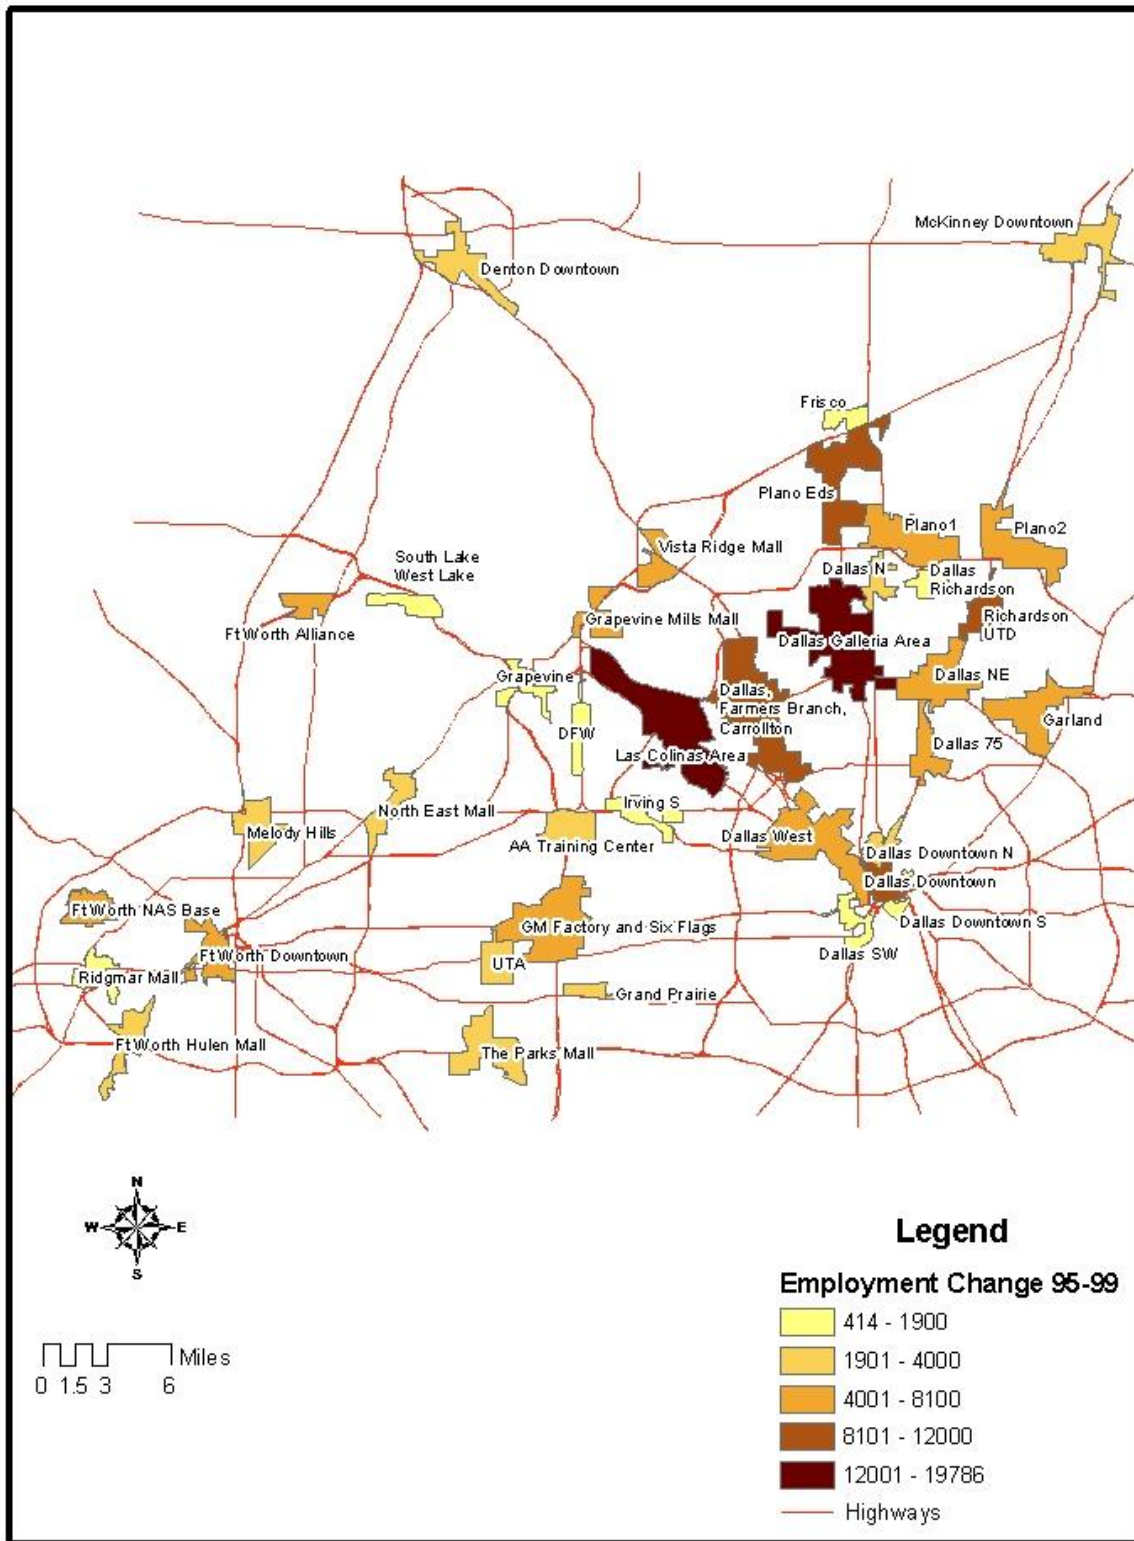 McKinney Downtown
Denton Downtown
Frisco
Plano Eds
Plano1
Plano2
Vista Ridge Mall
South Lake
West Lake
Dallas N
Dallas
Richardson
Ft Worth Alliance
Grapevine Mills Mall
Richardson
UTD
Dallas Galleria Area
Grapevine
Dallas NE
Dallas,
Farmers Branch,
Carrollton
Garland
DFW
Dallas 75
Las Colinas Area
Irving S
North East Mall
Melody Hills
AA Training Center
Dallas West
Dallas Downtown N
Dallas Downtown
Ft Worth NAS Base
Dallas Downtown S
GM Factory and Six Flags
Ft Worth Downtown
Dallas SW
UTA
Ridgmar Mall
Grand Prairie
Ft Worth Hulen Mall
The Parks Mall
N
W E
S
Miles
0 1.5 3 6
Legend
Employment Change 95-99
414 - 1900
1901 - 4000
4001 - 8100
8101 - 12000
12001 - 19786
Highways